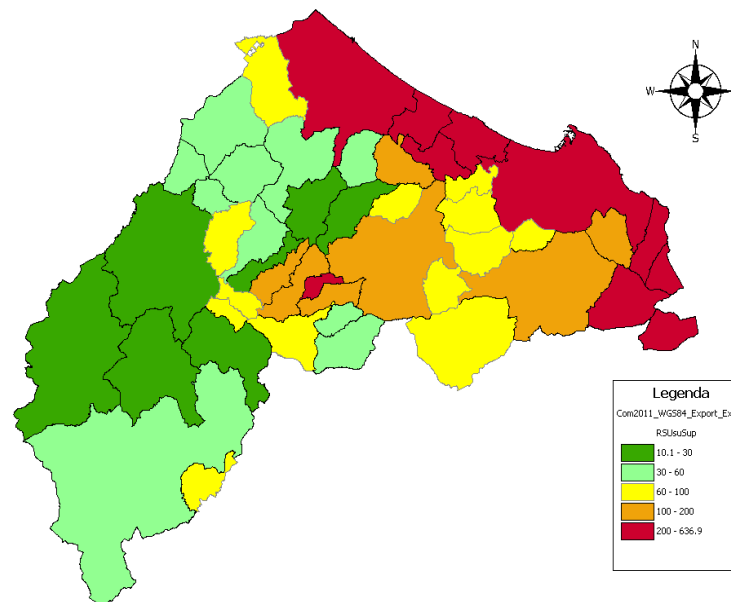 N
W
E
S
Legenda
Com2011_WGS84_Export_Ex
RSUsuSup
10.1 - 30
30 - 60
60 - 100
100 - 200
200 - 636.9